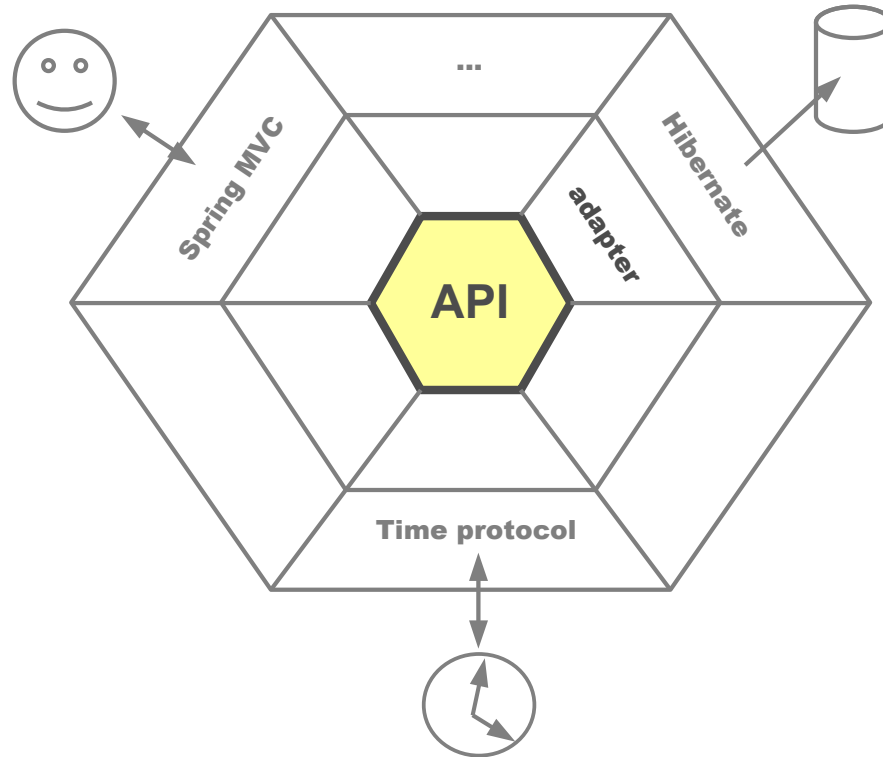 ...
Spring MVC
Hibernate
adapter
API
Time protocol